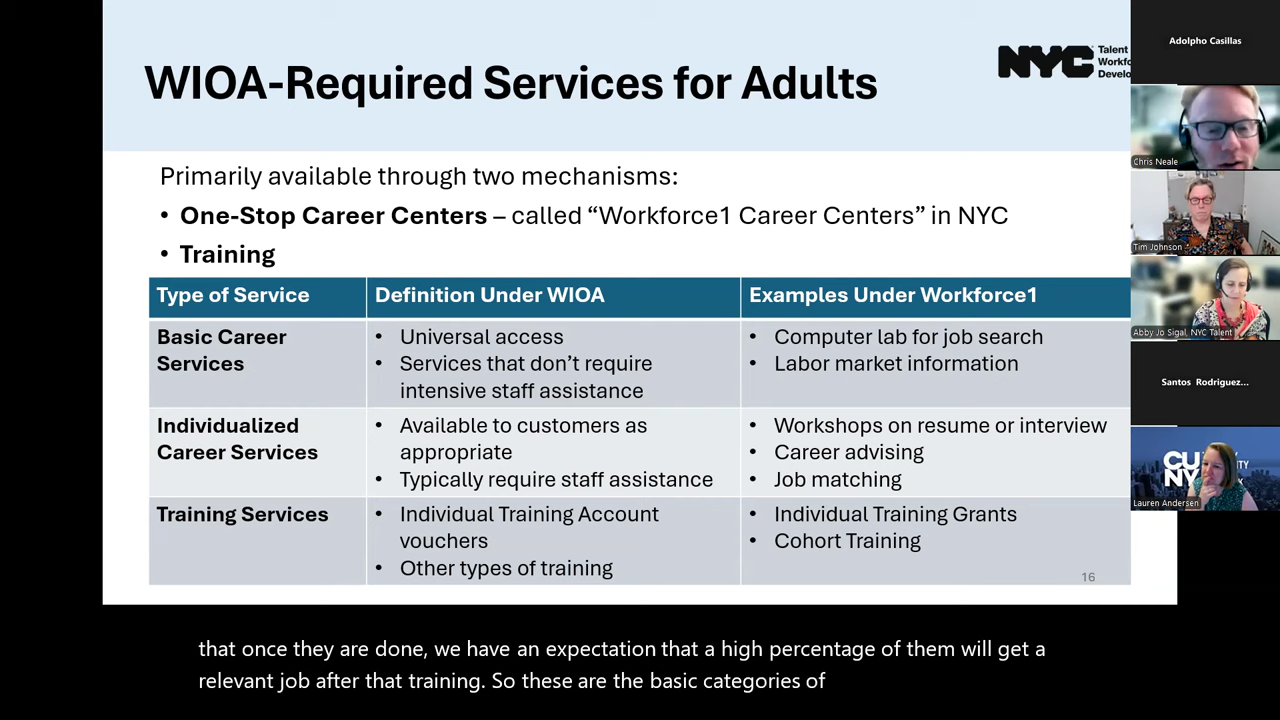 WIOA-Required Services for Adults
NYC
Talent
Workfo
Develo
Adolpho Casillas
Chris Neale
Tim Johnson
Abby Jo Sigal, NYC Talent
Santos Rodriguez...
Lauren Andersen
Primarily available through two mechanisms:
• One-Stop Career Centers – called “Workforce1 Career Centers” in NYC
• Training
Type of Service
Definition Under WIOA
Examples Under Workforce1
Basic Career
Services
• Universal access
• Services that don’t require
intensive staff assistance
• Computer lab for job search
• Labor market information
Individualized
Career Services
• Available to customers as
appropriate
• Typically require staff assistance
• Workshops on resume or interview
• Career advising
• Job matching
Training Services
• Individual Training Account
vouchers
• Other types of training
• Individual Training Grants
• Cohort Training
16
that once they are done, we have an expectation that a high percentage of them will get a
relevant job after that training. So these are the basic categories of